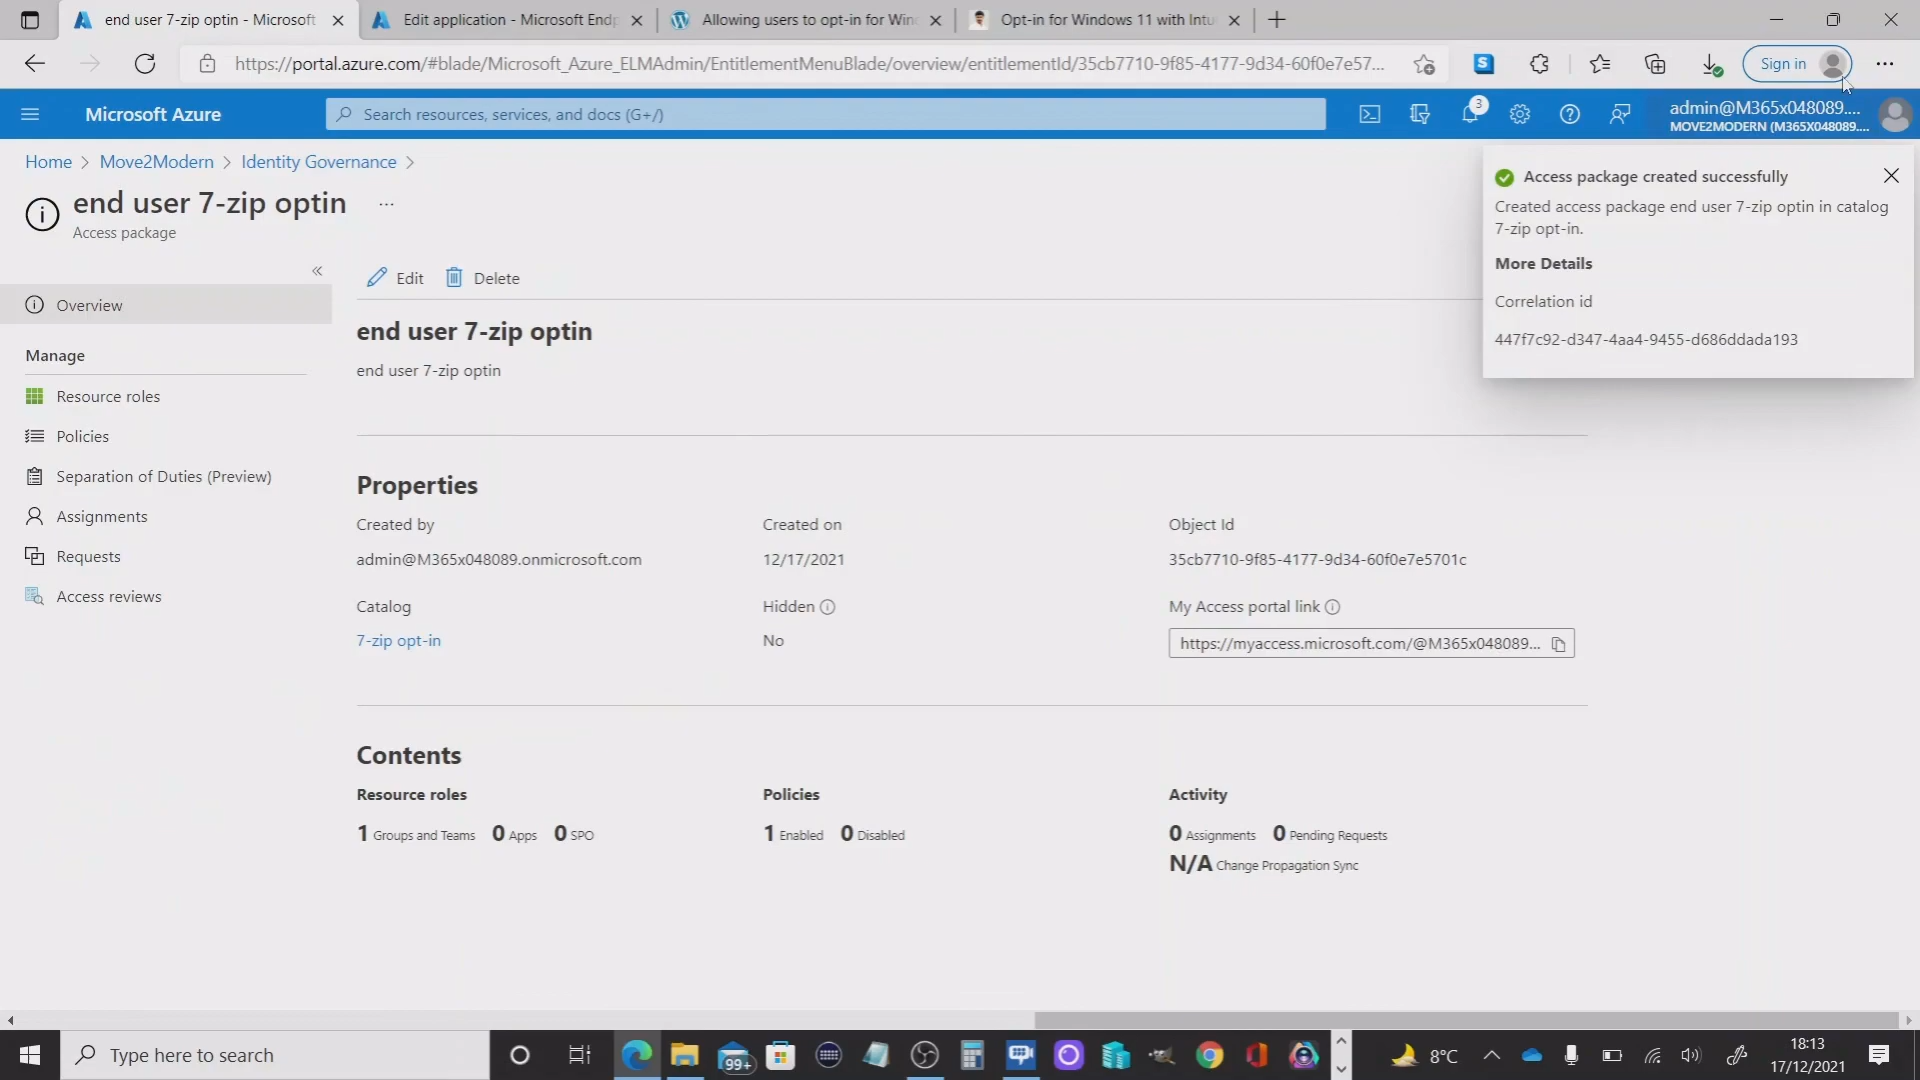 end user 7-zip optin - Microsoft
Edit application - Microsoft Endp
Allowing users to opt-in for Win
Opt-in for Windows 11 with Intu
https://portal.azure.com/#blade/Microsoft_Azure_ELMAdmin/EntitlementMenuBlade/overview/entitlementId/35cb7710-9f85-4177-9d34-60f0e7e57...
Sign in
Microsoft Azure
Search resources, services, and docs (G+/)
3
admin@M365x048089....
MOVE2MODERN (M365X048089....
Home > Move2Modern > Identity Governance >
end user 7-zip optin ...
Access package
Access package created successfully
Created access package end user 7-zip optin in catalog
7-zip opt-in.
More Details
Correlation id
447f7c92-d347-4aa4-9455-d686ddada193
Edit Delete
Overview
Manage
Resource roles
Policies
Separation of Duties (Preview)
Assignments
Requests
Access reviews
end user 7-zip optin
end user 7-zip optin
Properties
Created by Created on Object Id
admin@M365x048089.onmicrosoft.com 12/17/2021 35cb7710-9f85-4177-9d34-60f0e7e5701c
Catalog Hidden My Access portal link
7-zip opt-in No https://myaccess.microsoft.com/@M365x048089...
Contents
Resource roles Policies Activity
1 Groups and Teams 0 Apps 0 SPO 1 Enabled 0 Disabled 0 Assignments 0 Pending Requests
N/A Change Propagation Sync
Type here to search
99+
8°C
18:13
17/12/2021